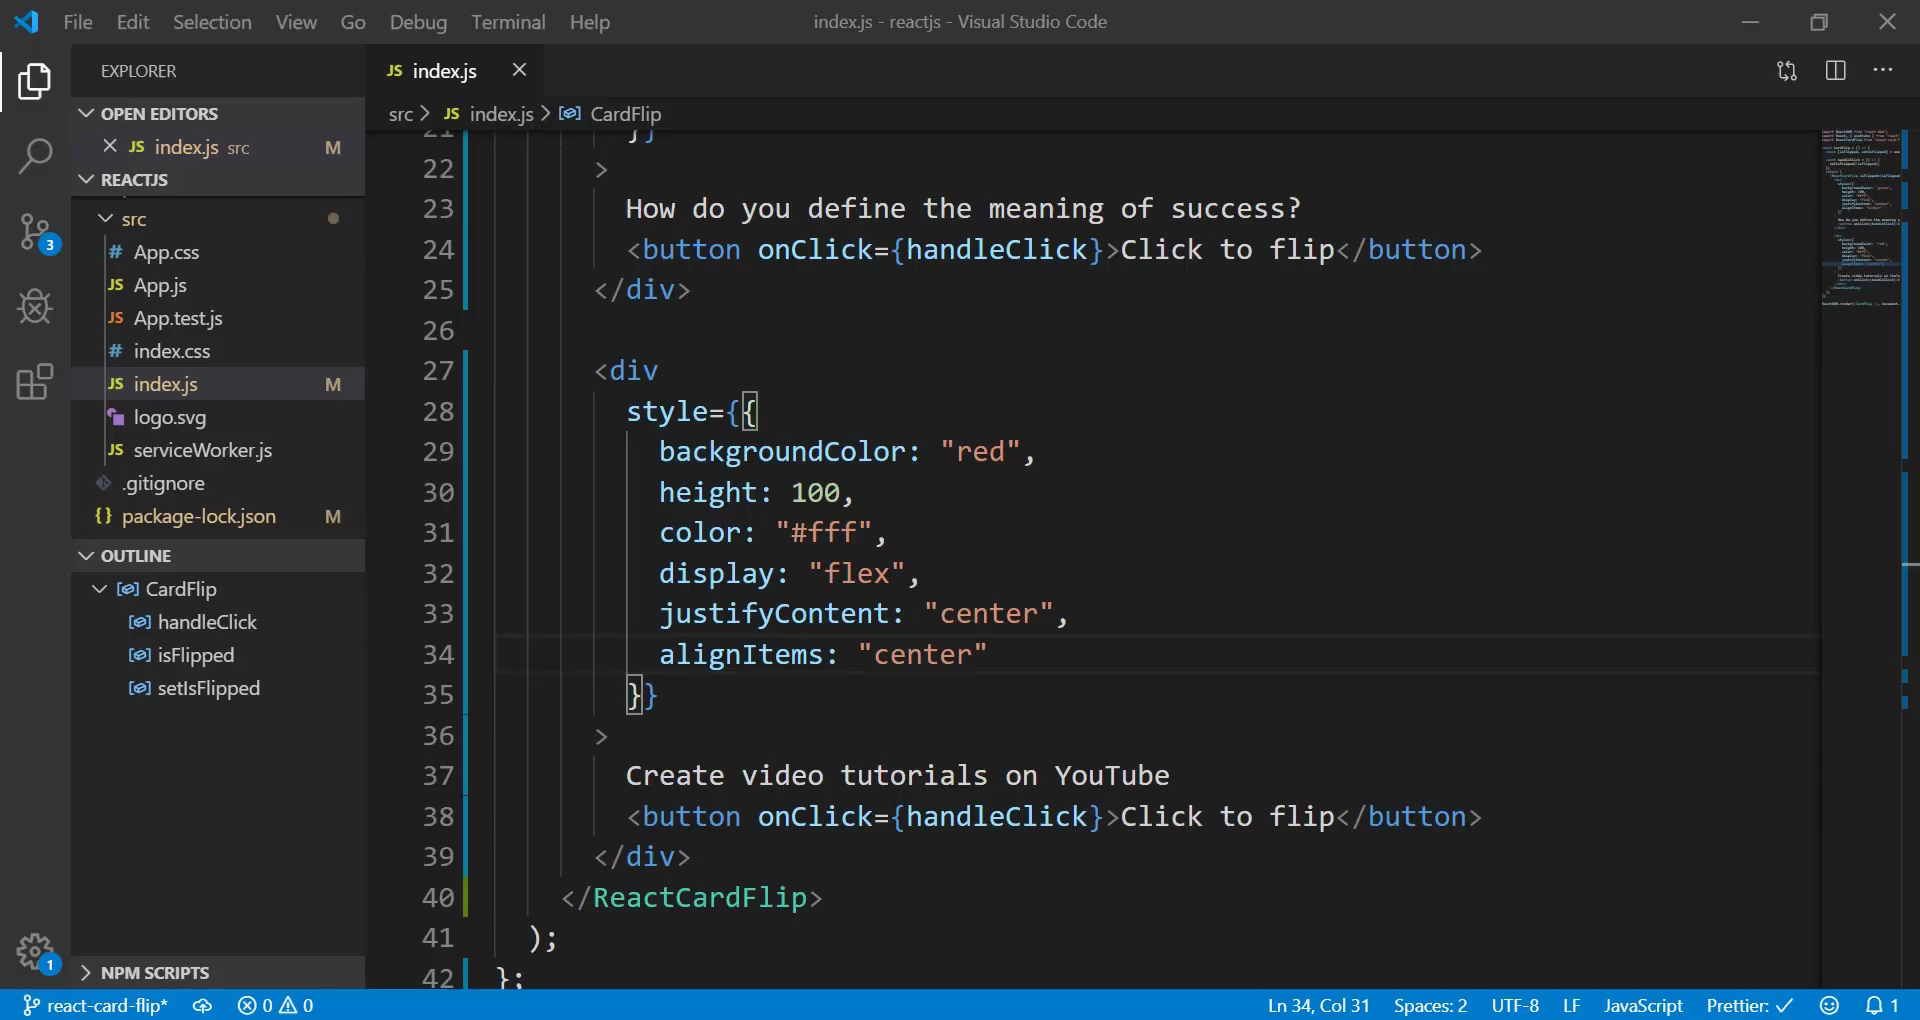 File Edit Selection View Go Debug Terminal Help index.js - reactjs - Visual Studio Code
EXPLORER
OPEN EDITORS
JS index.js src M
REACTJS
src
# App.css
JS App.js
JS App.test.js
# index.css
JS index.js M
logo.svg
JS serviceWorker.js
.gitignore
{} package-lock.json M
OUTLINE
CardFlip
handleClick
isFlipped
setIsFlipped
NPM SCRIPTS
3
1
JS index.js
src > JS index.js > CardFlip
21 }}
22 >
23 How do you define the meaning of success?
24 <button onClick={handleClick}>Click to flip</button>
25 </div>
26
27 <div
28 style={{
29 backgroundColor: "red",
30 height: 100,
31 color: "#fff",
32 display: "flex",
33 justifyContent: "center",
34 alignItems: "center"
35 }}
36 >
37 Create video tutorials on YouTube
38 <button onClick={handleClick}>Click to flip</button>
39 </div>
40 </ReactCardFlip>
41 );
42 };
react-card-flip* 0 0 Ln 34, Col 31 Spaces: 2 UTF-8 LF JavaScript Prettier: ✓ 1